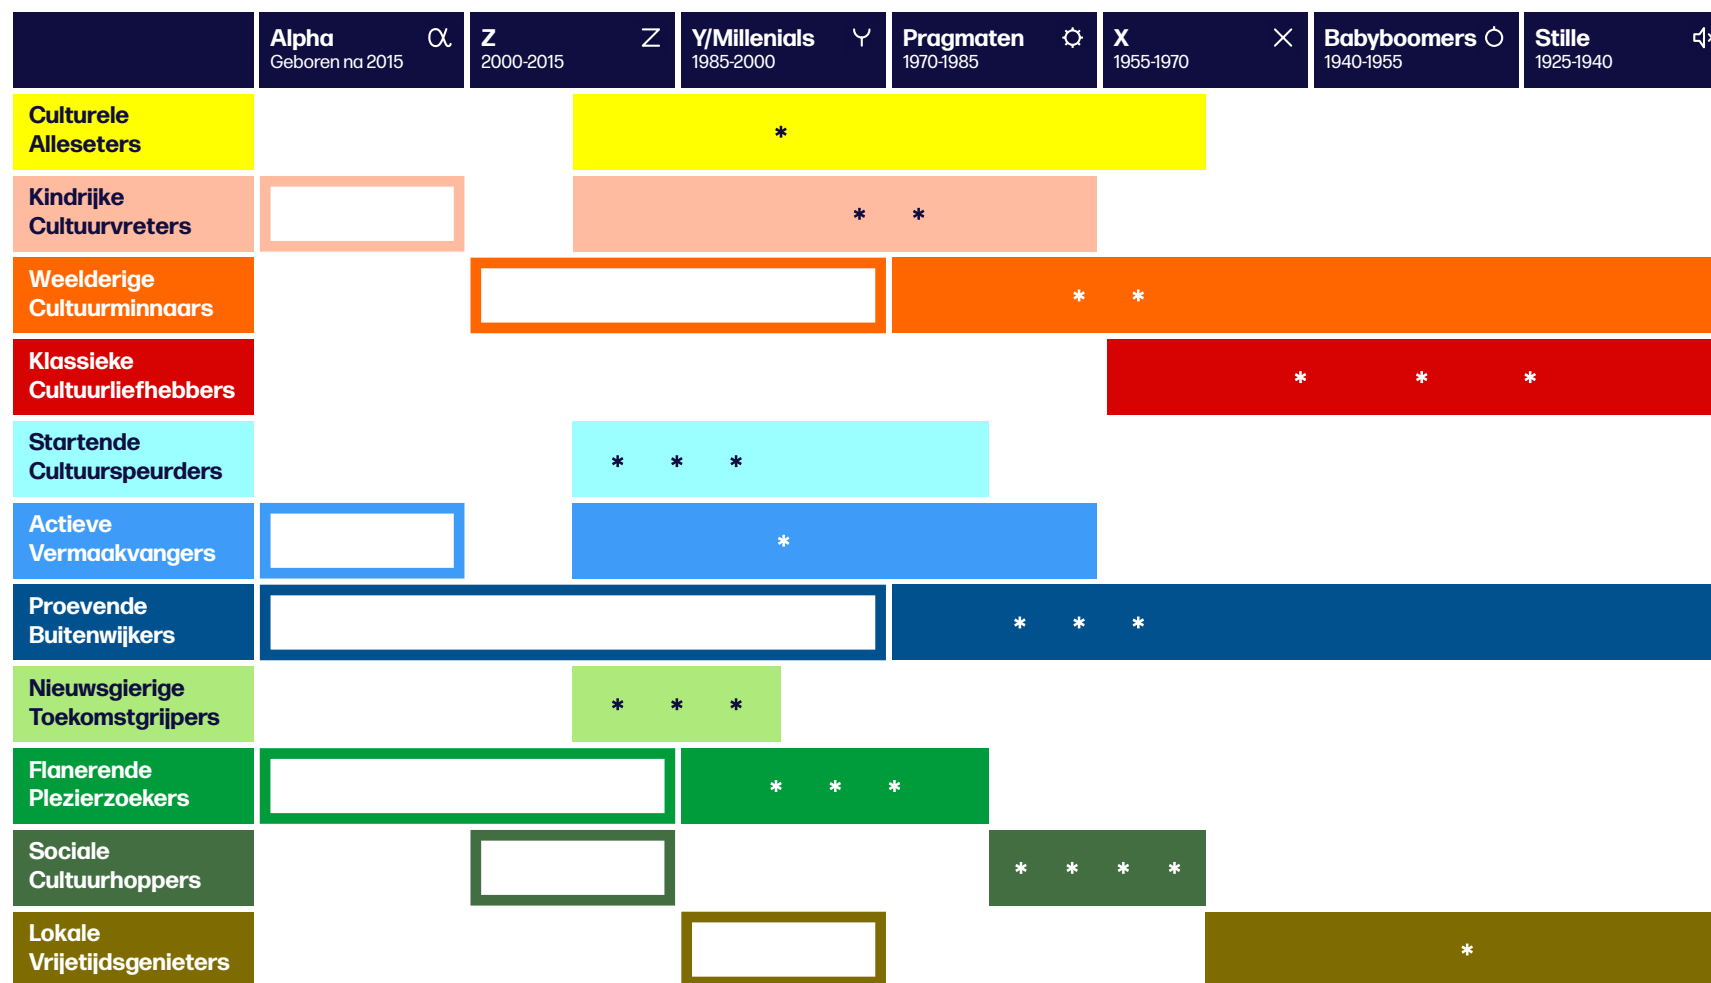 Alpha
Geboren na 2015
Z
2000-2015
Y/Millenials
1985-2000
Pragmaten
1970-1985
X
1955-1970
Babyboomers
1940-1955
Stille
1925-1940
Culturele
Alleseters
*
Kindrijke
Cultuurvreters
* *
Weelderige
Cultuurminnaars
* *
Klassieke
Cultuurliefhebbers
* * *
Startende
Cultuurspeurders
* * *
Actieve
Vermaakvangers
*
Proevende
Buitenwijkers
* * *
Nieuwsgierige
Toekomstgrijpers
* * *
Flanerende
Plezierzoekers
* * *
Sociale
Cultuurhoppers
* * * *
Lokale
Vrijetijdsgenieters
*